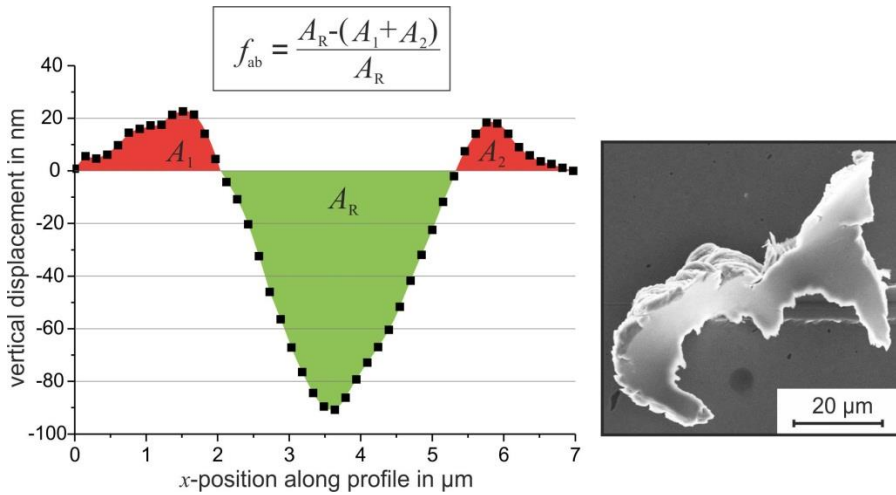 f_ab = A_R-(A_1+A_2) / A_R
40
20
0
-20
-40
-60
-80
-100
vertical displacement in nm
A_1
A_2
A_R
0 1 2 3 4 5 6 7
x-position along profile in µm
20 µm